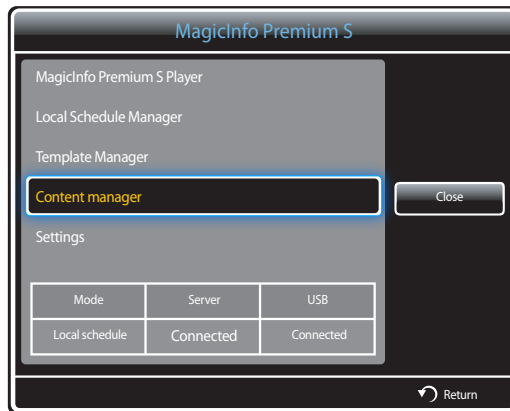 MagicInfo Premium S
MagicInfo Premium S Player
Local Schedule Manager
Template Manager
Content manager
Close
Settings
Mode Server USB
Local schedule Connected Connected
Return